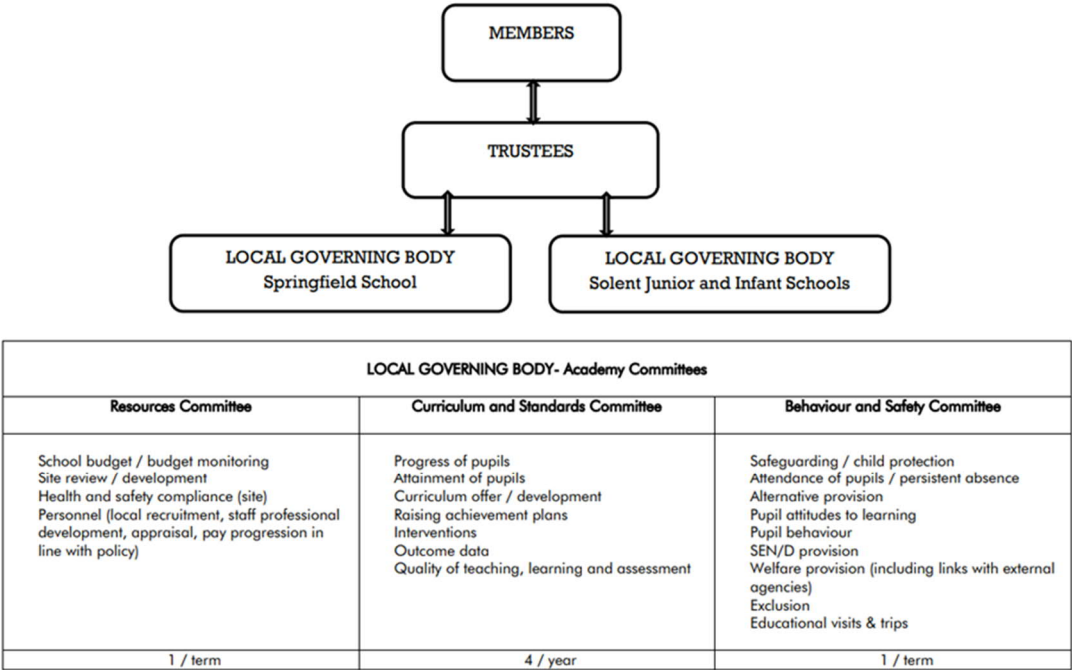 MEMBERS
TRUSTEES
LOCAL GOVERNING BODY
Springfield School
LOCAL GOVERNING BODY
Solent Junior and Infant Schools
LOCAL GOVERNING BODY- Academy Committees
Resources Committee
School budget / budget monitoring
Site review / development
Health and safety compliance (site)
Personnel (local recruitment, staff professional
development, appraisal, pay progression in
line with policy)
1 / term
Curriculum and Standards Committee
Progress of pupils
Attainment of pupils
Curriculum offer / development
Raising achievement plans
Interventions
Outcome data
Quality of teaching, learning and assessment
4 / year
Behaviour and Safety Committee
Safeguarding / child protection
Attendance of pupils / persistent absence
Alternative provision
Pupil attitudes to learning
Pupil behaviour
SEN/D provision
Welfare provision (including links with external
agencies)
Exclusion
Educational visits & trips
1 / term